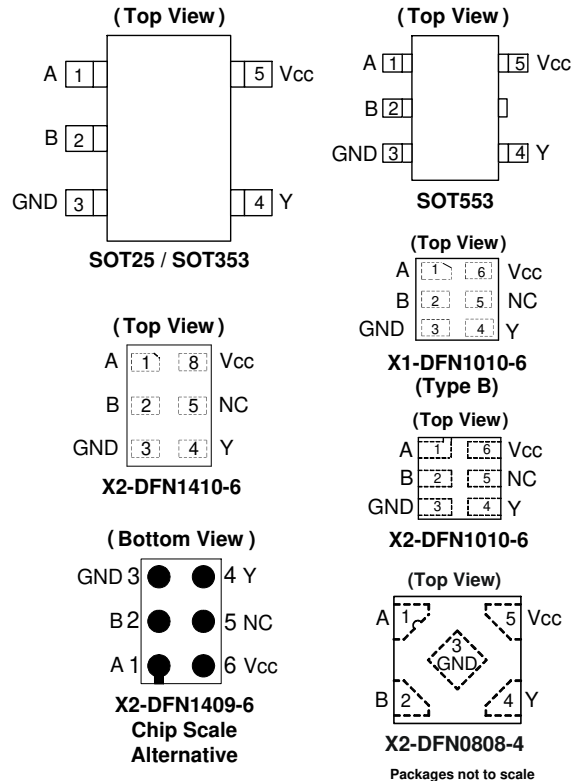 (Top View)
A 1 5 Vcc
B 2
GND 3 4 Y
SOT25 / SOT353
(Top View)
A 1 5 Vcc
B 2
GND 3 4 Y
SOT553
(Top View)
A 1 6 Vcc
B 2 5 NC
GND 3 4 Y
X1-DFN1010-6
(Type B)
(Top View)
A 1 8 Vcc
B 2 5 NC
GND 3 4 Y
X2-DFN1410-6
(Top View)
A 1 6 Vcc
B 2 5 NC
GND 3 4 Y
X2-DFN1010-6
(Bottom View)
GND 3 4 Y
B 2 5 NC
A 1 6 Vcc
X2-DFN1409-6
Chip Scale
Alternative
(Top View)
A 1 5 Vcc
3
GND
B 2 4 Y
X2-DFN0808-4
Packages not to scale